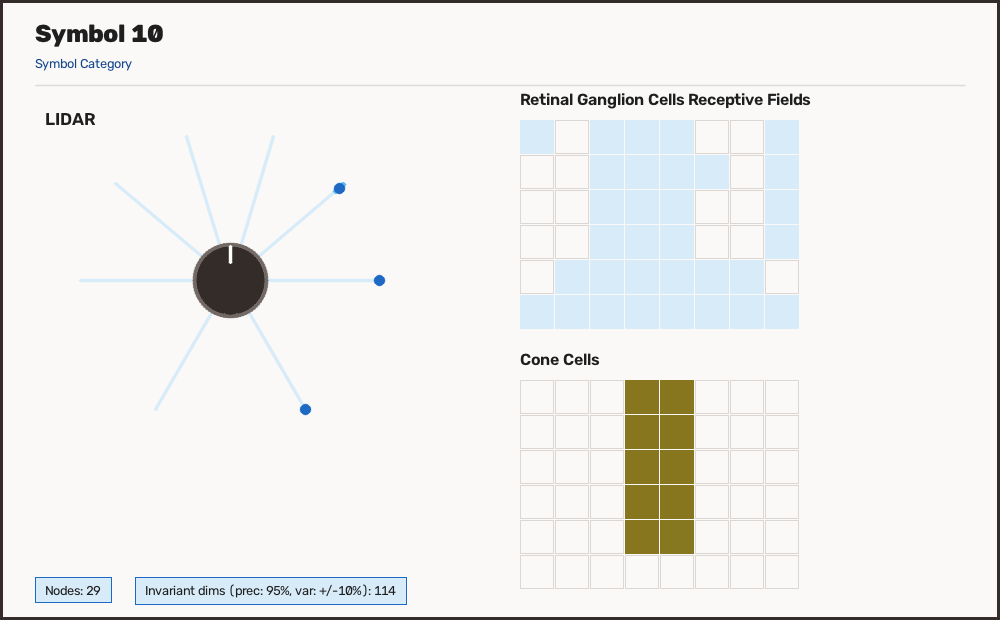 Symbol 10
Symbol Category
LIDAR
Retinal Ganglion Cells Receptive Fields
Cone Cells
Nodes: 29
Invariant dims (prec: 95%, var: +/-10%): 114